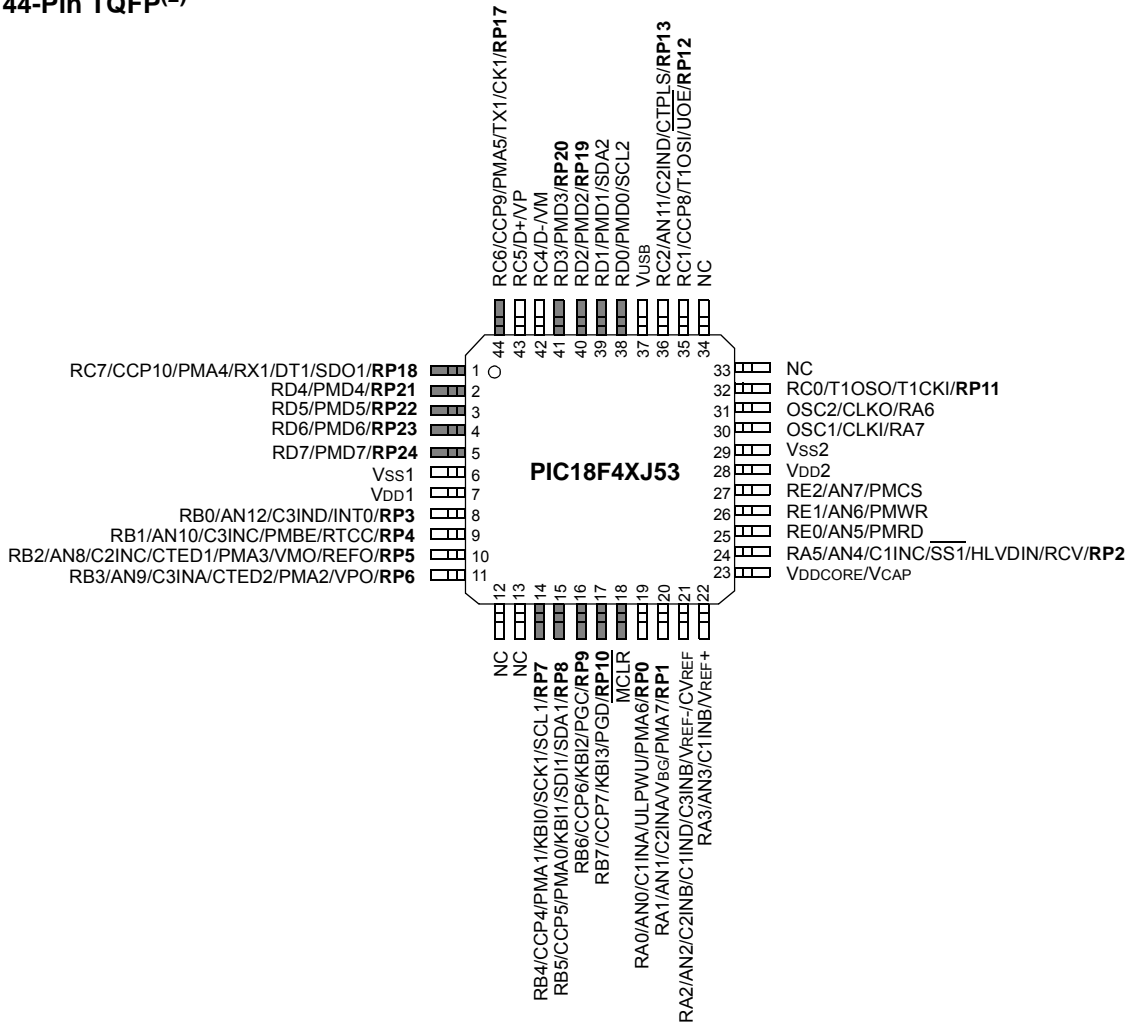 44-Pin TQFP(2)
RC6/CCP9/PMA5/TX1/CK1/RP17
RC5/D+/VP
RC4/D-/VM
RD3/PMD3/RP20
RD2/PMD2/RP19
RD1/PMD1/SDA2
RD0/PMD0/SCL2
VUSB
RC2/AN11/C2IND/CTPLS/RP13
RC1/CCP8/T1OSI/UOE/RP12
NC
44
43
42
41
40
39
38
37
36
35
34
RC7/CCP10/PMA4/RX1/DT1/SDO1/RP18 1
RD4/PMD4/RP21 2
RD5/PMD5/RP22 3
RD6/PMD6/RP23 4
RD7/PMD7/RP24 5
VSS1 6
VDD1 7
RB0/AN12/C3IND/INT0/RP3 8
RB1/AN10/C3INC/PMBE/RTCC/RP4 9
RB2/AN8/C2INC/CTED1/PMA3/VMO/REFO/RP5 10
RB3/AN9/C3INA/CTED2/PMA2/VPO/RP6 11
PIC18F4XJ53
33 NC
32 RC0/T1OSO/T1CKI/RP11
31 OSC2/CLKO/RA6
30 OSC1/CLKI/RA7
29 VSS2
28 VDD2
27 RE2/AN7/PMCS
26 RE1/AN6/PMWR
25 RE0/AN5/PMRD
24 RA5/AN4/C1INC/SS1/HLVDIN/RCV/RP2
23 VDDCORE/VCAP
12
13
14
15
16
17
18
19
20
21
22
NC
NC
RB4/CCP4/PMA1/KBI0/SCK1/SCL1/RP7
RB5/CCP5/PMA0/KBI1/SDI1/SDA1/RP8
RB6/CCP6/KBI2/PGC/RP9
RB7/CCP7/KBI3/PGD/RP10
MCLR
RA0/AN0/C1INA/ULPWU/PMA6/RP0
RA1/AN1/C2INA/VBG/PMA7/RP1
RA2/AN2/C2INB/C1IND/C3INB/VREF-/CVREF
RA3/AN3/C1INB/VREF+